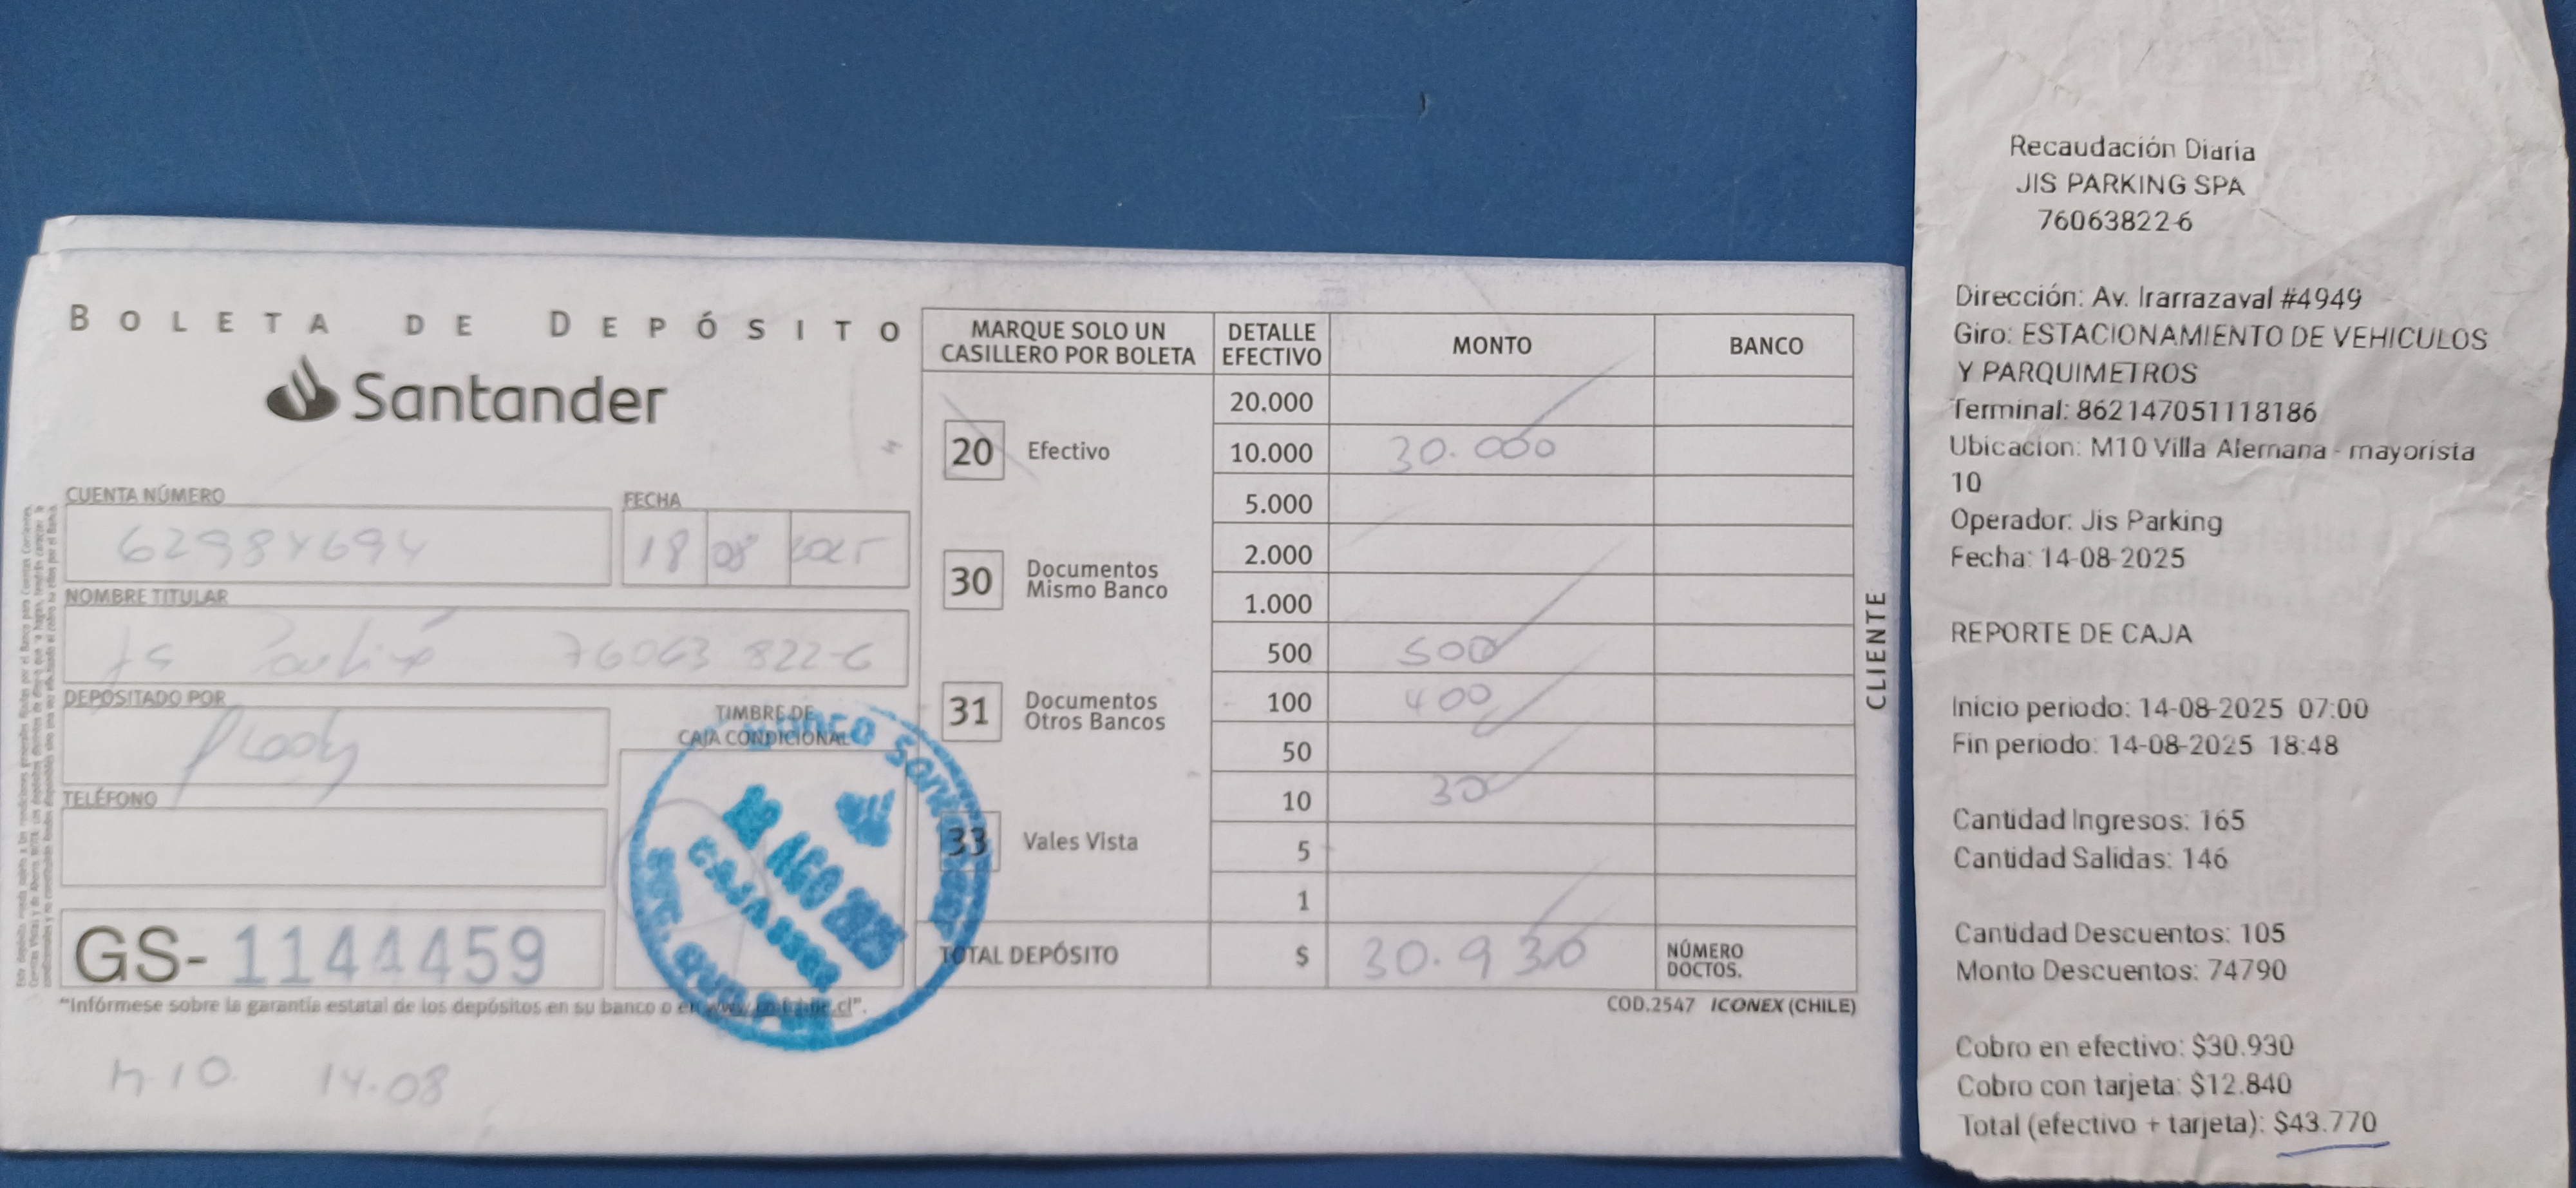 BOLETA DE DEPÓSITO
Santander
CUENTA NÚMERO
62984694
FECHA
18 08 2025
NOMBRE TITULAR
76063822-6
DEPOSITADO POR
TELÉFONO
TIMBRE DE
CAJA CONDICIONAL
GS- 1144459
"Infórmese sobre la garantía estatal de los depósitos en su banco o en
M.10. 14.08
MARQUE SOLO UN
CASILLERO POR BOLETA
DETALLE
EFECTIVO
MONTO
BANCO
20 Efectivo
30 Documentos
Mismo Banco
31 Documentos
Otros Bancos
33 Vales Vista
20.000
10.000 30.000
5.000
2.000
1.000
500 500
100 400
50
10 30
5
1
TOTAL DEPÓSITO $ 30.930
NÚMERO
DOCTOS.
COD.2547 ICONEX (CHILE)
CLIENTE
AGO 2025
Recaudación Diaria
JIS PARKING SPA
76063822-6
Dirección: Av. Irarrazaval #4949
Giro: ESTACIONAMIENTO DE VEHICULOS
Y PARQUIMETROS
Terminal: 862147051118186
Ubicacion: M10 Villa Alemana - mayorista
10
Operador: Jis Parking
Fecha: 14-08-2025
REPORTE DE CAJA
Inicio periodo: 14-08-2025 07:00
Fin periodo: 14-08-2025 18:48
Cantidad Ingresos: 165
Cantidad Salidas: 146
Cantidad Descuentos: 105
Monto Descuentos: 74790
Cobro en efectivo: $30.930
Cobro con tarjeta: $12.840
Total (efectivo + tarjeta): $43.770